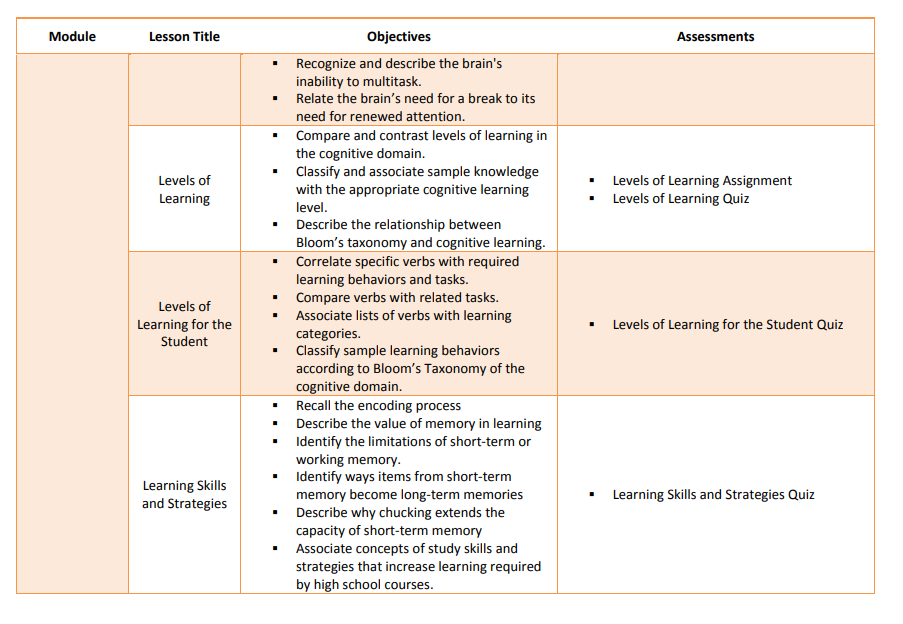 Module Lesson Title Objectives Assessments
▪ Recognize and describe the brain's
inability to multitask.
▪ Relate the brain’s need for a break to its
need for renewed attention.
Levels of
Learning
▪ Compare and contrast levels of learning in
the cognitive domain.
▪ Classify and associate sample knowledge
with the appropriate cognitive learning
level.
▪ Describe the relationship between
Bloom’s taxonomy and cognitive learning.
▪ Levels of Learning Assignment
▪ Levels of Learning Quiz
Levels of
Learning for the
Student
▪ Correlate specific verbs with required
learning behaviors and tasks.
▪ Compare verbs with related tasks.
▪ Associate lists of verbs with learning
categories.
▪ Classify sample learning behaviors
according to Bloom’s Taxonomy of the
cognitive domain.
▪ Levels of Learning for the Student Quiz
Learning Skills
and Strategies
▪ Recall the encoding process
▪ Describe the value of memory in learning
▪ Identify the limitations of short-term or
working memory.
▪ Identify ways items from short-term
memory become long-term memories
▪ Describe why chucking extends the
capacity of short-term memory
▪ Associate concepts of study skills and
strategies that increase learning required
by high school courses.
▪ Learning Skills and Strategies Quiz